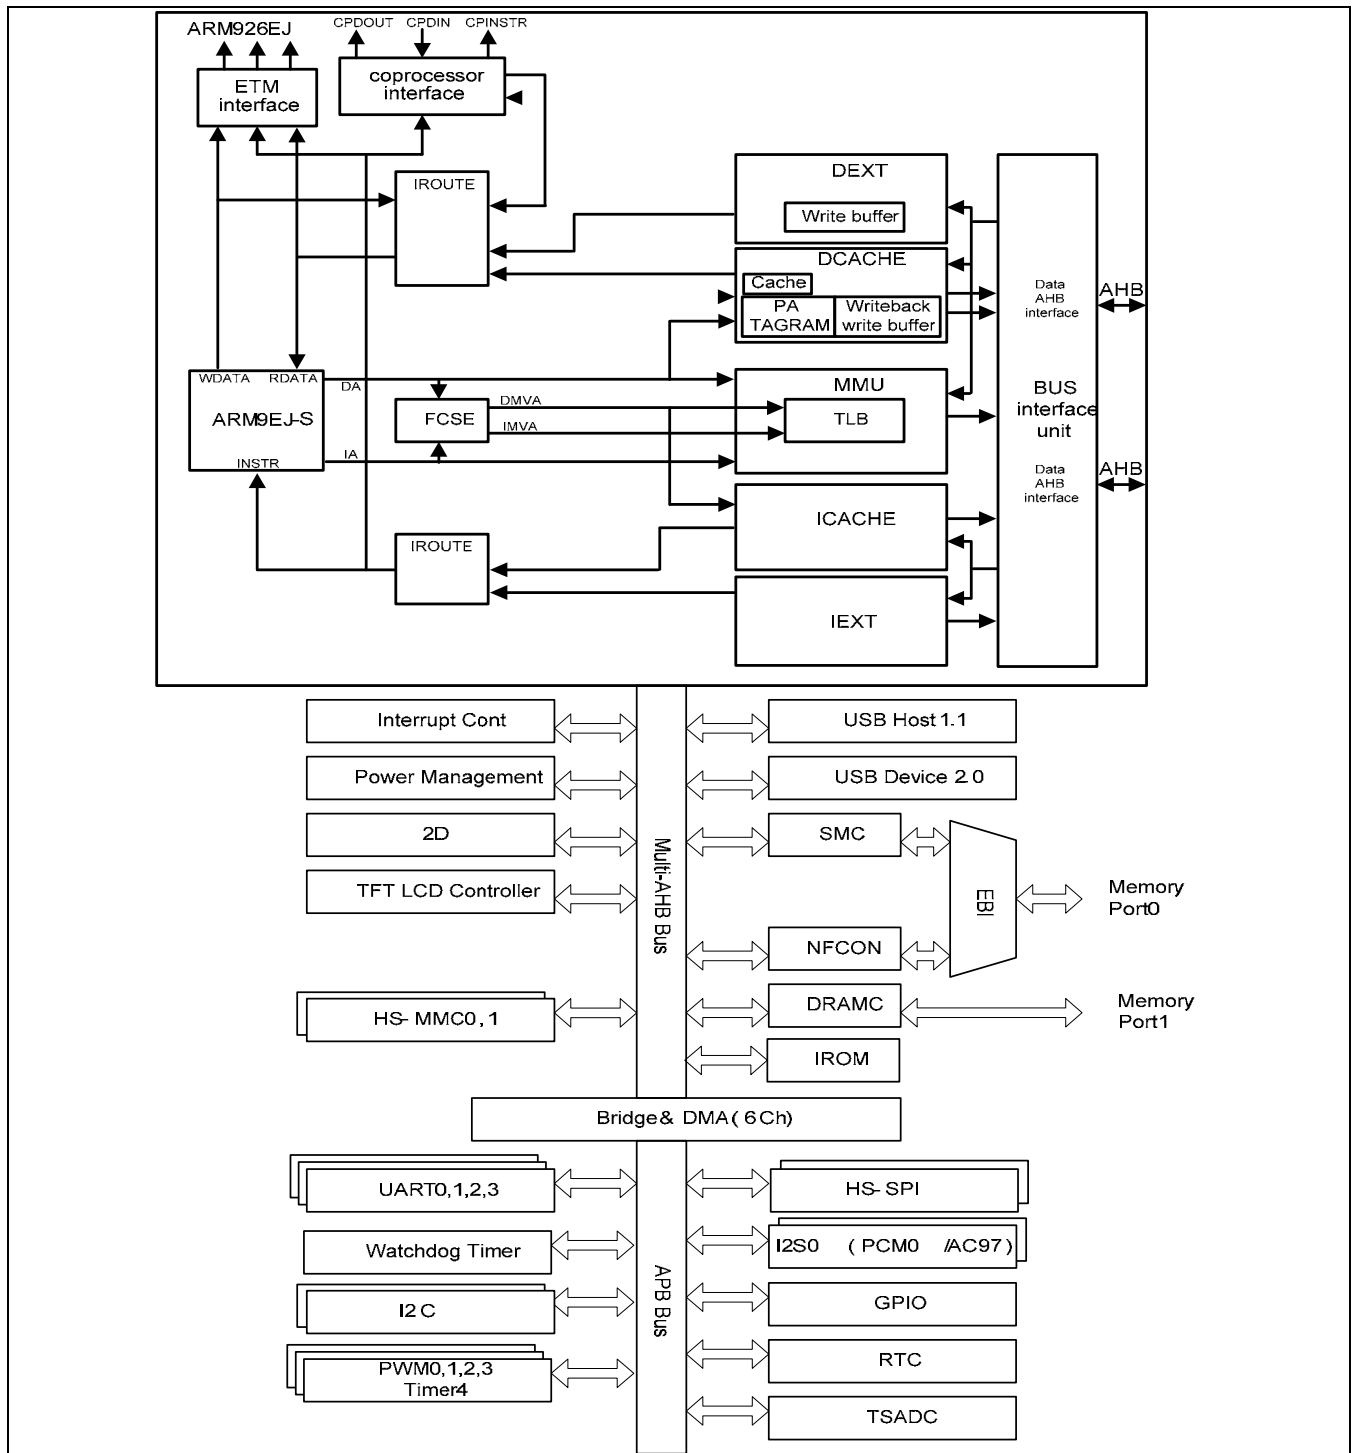 ARM926EJ
CPDOUT CPDIN CPINSTR
ETM
interface
coprocessor
interface
IROUTE
DEXT
Write buffer
DCACHE
Cache
PA
TAGRAM
Writeback
write buffer
Data
AHB
interface
AHB
WDATA RDATA
ARM9EJ-S
INSTR
DA
IA
FCSE
DMVA
IMVA
MMU
TLB
BUS
interface
unit
Data
AHB
interface
AHB
ICACHE
IROUTE
IEXT
Interrupt Cont
USB Host 1.1
Power Management
USB Device 2.0
2D
SMC
TFT LCD Controller
Multi-AHB Bus
EBI
Memory
Port0
NFCON
HS-MMC0,1
DRAMC
Memory
Port1
IROM
Bridge& DMA( 6Ch)
UART0,1,2,3
HS-SPI
Watchdog Timer
I2S0 ( PCM0 /AC97)
APB Bus
I2C
GPIO
PWM0,1,2,3
Timer4
RTC
TSADC